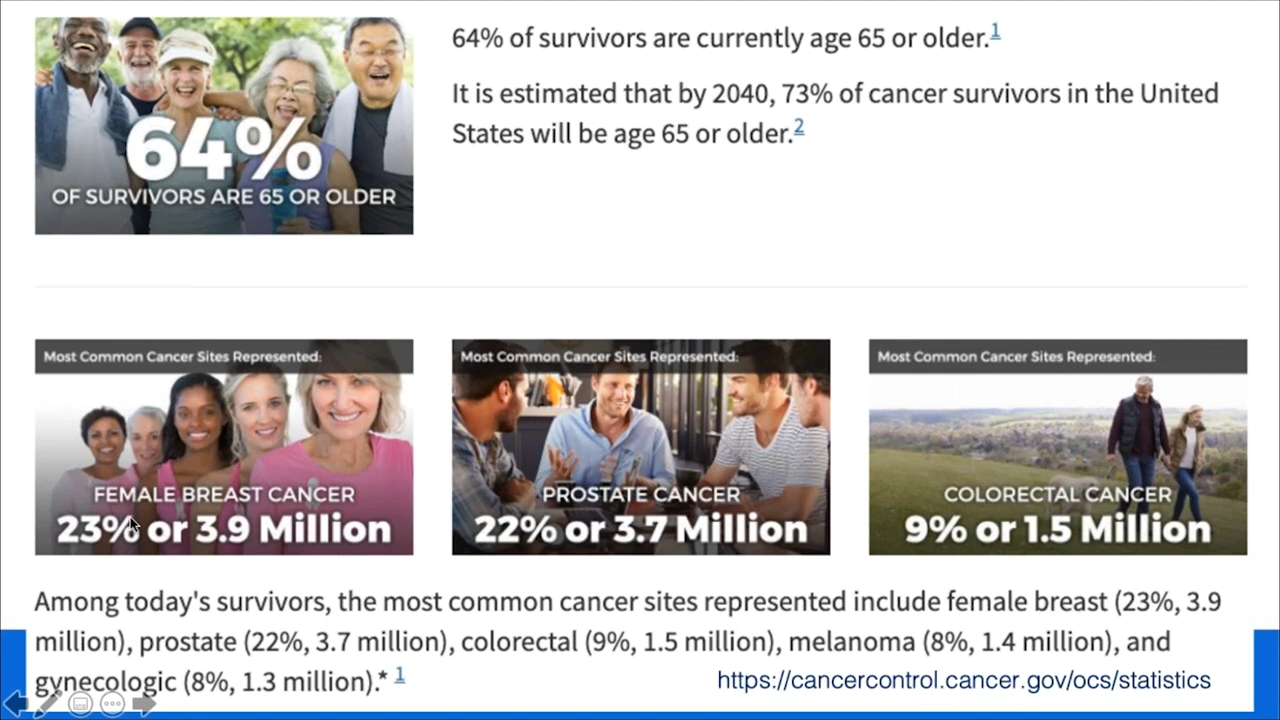 64%
OF SURVIVORS ARE 65 OR OLDER
64% of survivors are currently age 65 or older.1
It is estimated that by 2040, 73% of cancer survivors in the United
States will be age 65 or older.2
Most Common Cancer Sites Represented:
FEMALE BREAST CANCER
23% or 3.9 Million
Most Common Cancer Sites Represented:
PROSTATE CANCER
22% or 3.7 Million
Most Common Cancer Sites Represented:
COLORECTAL CANCER
9% or 1.5 Million
Among today's survivors, the most common cancer sites represented include female breast (23%, 3.9
million), prostate (22%, 3.7 million), colorectal (9%, 1.5 million), melanoma (8%, 1.4 million), and
gynecologic (8%, 1.3 million).* 1
https://cancercontrol.cancer.gov/ocs/statistics